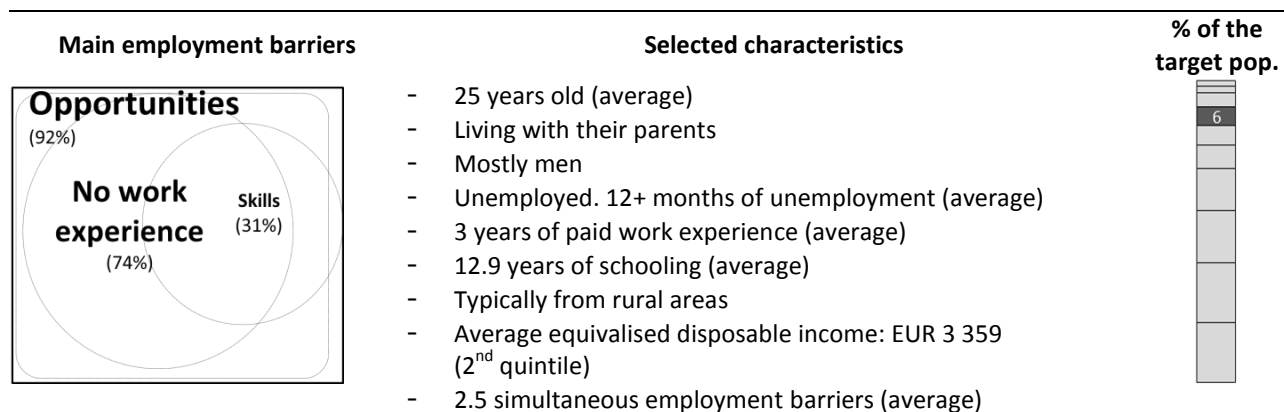 Main employment barriers
Selected characteristics
% of the
target pop.
Opportunities
(92%)
No work
experience
(74%)
Skills
(31%)
- 25 years old (average)
- Living with their parents
- Mostly men
- Unemployed. 12+ months of unemployment (average)
- 3 years of paid work experience (average)
- 12.9 years of schooling (average)
- Typically from rural areas
- Average equivalised disposable income: EUR 3 359
(2nd quintile)
- 2.5 simultaneous employment barriers (average)
6